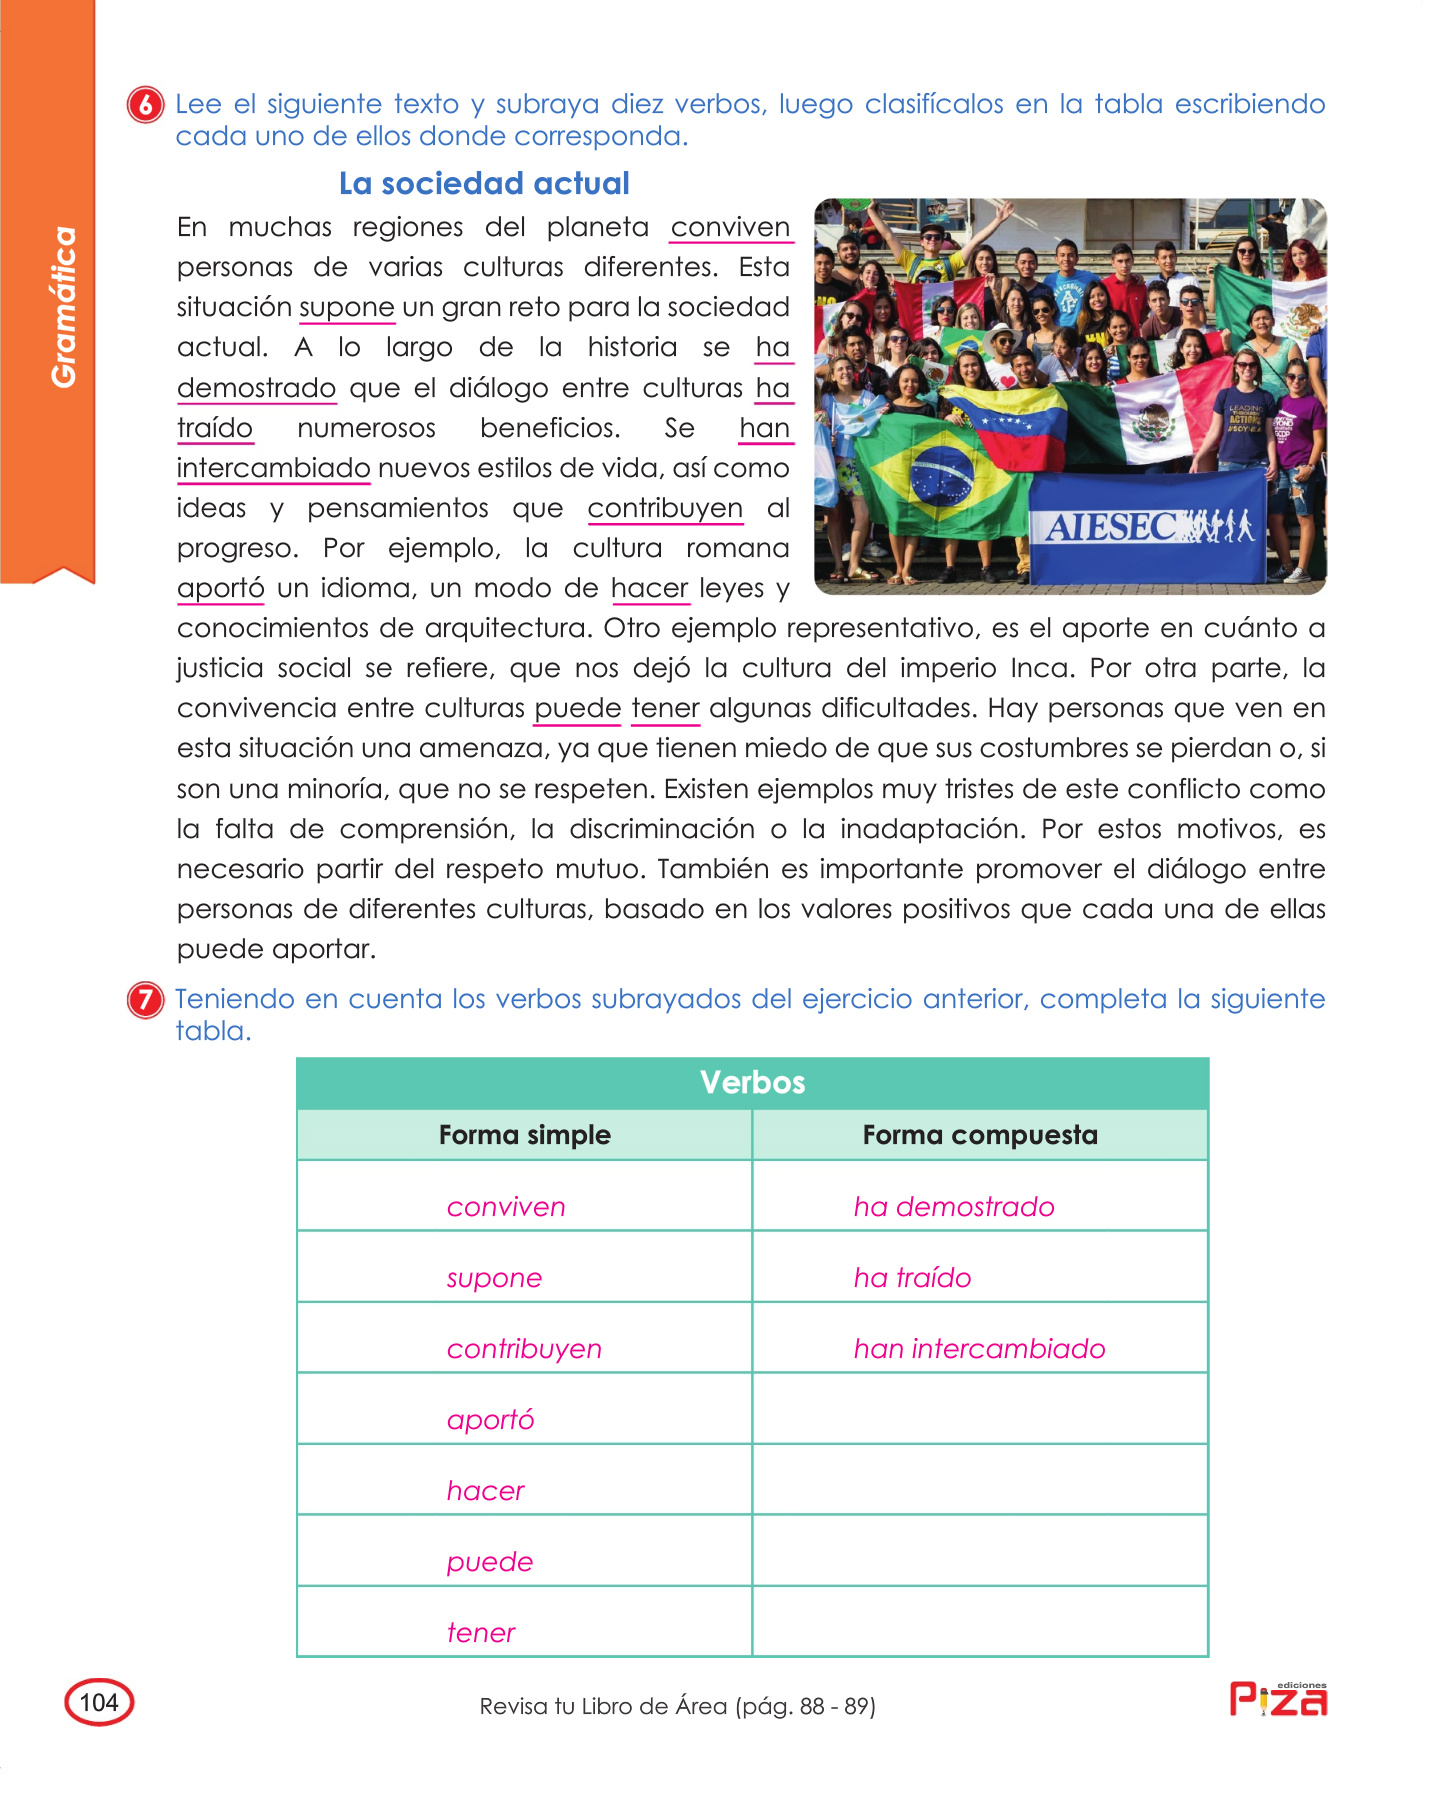 Gramática
6 Lee el siguiente texto y subraya diez verbos, luego clasifícalos en la tabla escribiendo
cada uno de ellos donde corresponda.
La sociedad actual
En muchas regiones del planeta conviven
personas de varias culturas diferentes. Esta
situación supone un gran reto para la sociedad
actual. A lo largo de la historia se ha
demostrado que el diálogo entre culturas ha
traído numerosos beneficios. Se han
intercambiado nuevos estilos de vida, así como
ideas y pensamientos que contribuyen al
progreso. Por ejemplo, la cultura romana
aportó un idioma, un modo de hacer leyes y
conocimientos de arquitectura. Otro ejemplo representativo, es el aporte en cuánto a
justicia social se refiere, que nos dejó la cultura del imperio Inca. Por otra parte, la
convivencia entre culturas puede tener algunas dificultades. Hay personas que ven en
esta situación una amenaza, ya que tienen miedo de que sus costumbres se pierdan o, si
son una minoría, que no se respeten. Existen ejemplos muy tristes de este conflicto como
la falta de comprensión, la discriminación o la inadaptación. Por estos motivos, es
necesario partir del respeto mutuo. También es importante promover el diálogo entre
personas de diferentes culturas, basado en los valores positivos que cada una de ellas
puede aportar.
AIESEC
7 Teniendo en cuenta los verbos subrayados del ejercicio anterior, completa la siguiente
tabla.
Verbos
Forma simple Forma compuesta
conviven ha demostrado
supone ha traído
contribuyen han intercambiado
aportó
hacer
puede
tener
104
Revisa tu Libro de Área (pág. 88 - 89)
ediciones
Piza